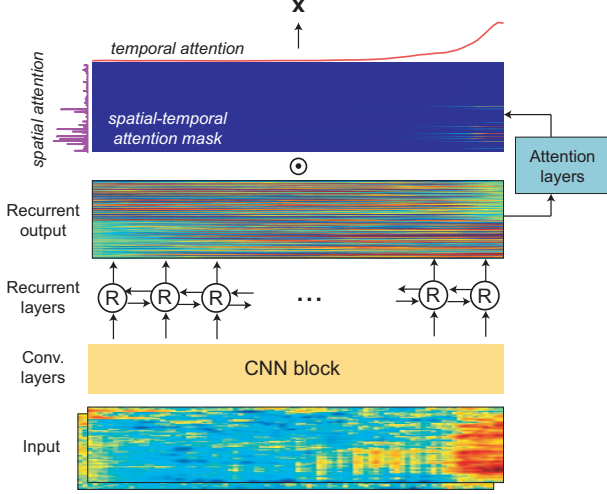 x
temporal attention
spatial attention
spatial-temporal
attention mask
Attention
layers
Recurrent
output
Recurrent
layers
R R R ... R R
Conv.
layers
CNN block
Input